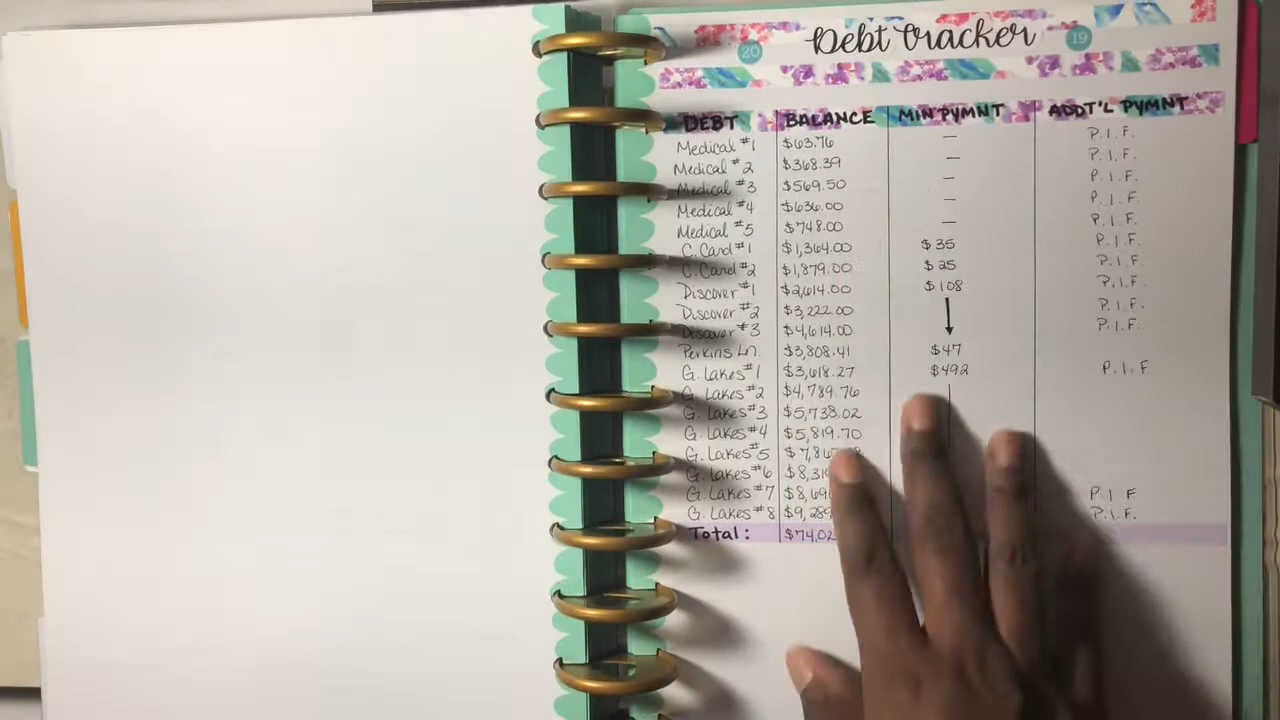 20 Debt Tracker 19
DEBT BALANCE MIN PYMNT ADDT'L PYMNT
Medical #1 $63.76 — P.I.F.
Medical #2 $368.39 — P.I.F.
Medical #3 $569.50 — P.I.F.
Medical #4 $636.00 — P.I.F.
Medical #5 $748.00 — P.I.F.
C. Card #1 $1,364.00 $35 P.I.F.
C. Card #2 $1,879.00 $25 P.I.F.
Discover #1 $2,614.00 $108 P.I.F.
Discover #2 $3,222.00 P.I.F.
Discover #3 $4,614.00 P.I.F.
Perkins Ln. $3,808.41 $47
G. Lakes #1 $3,618.27 $492 P.I.F
G. Lakes #2 $4,789.76
G. Lakes #3 $5,738.02
G. Lakes #4 $5,819.70
G. Lakes #5
G. Lakes #6
G. Lakes #7 P.I.F
G. Lakes #8 P.I.F.
Total: